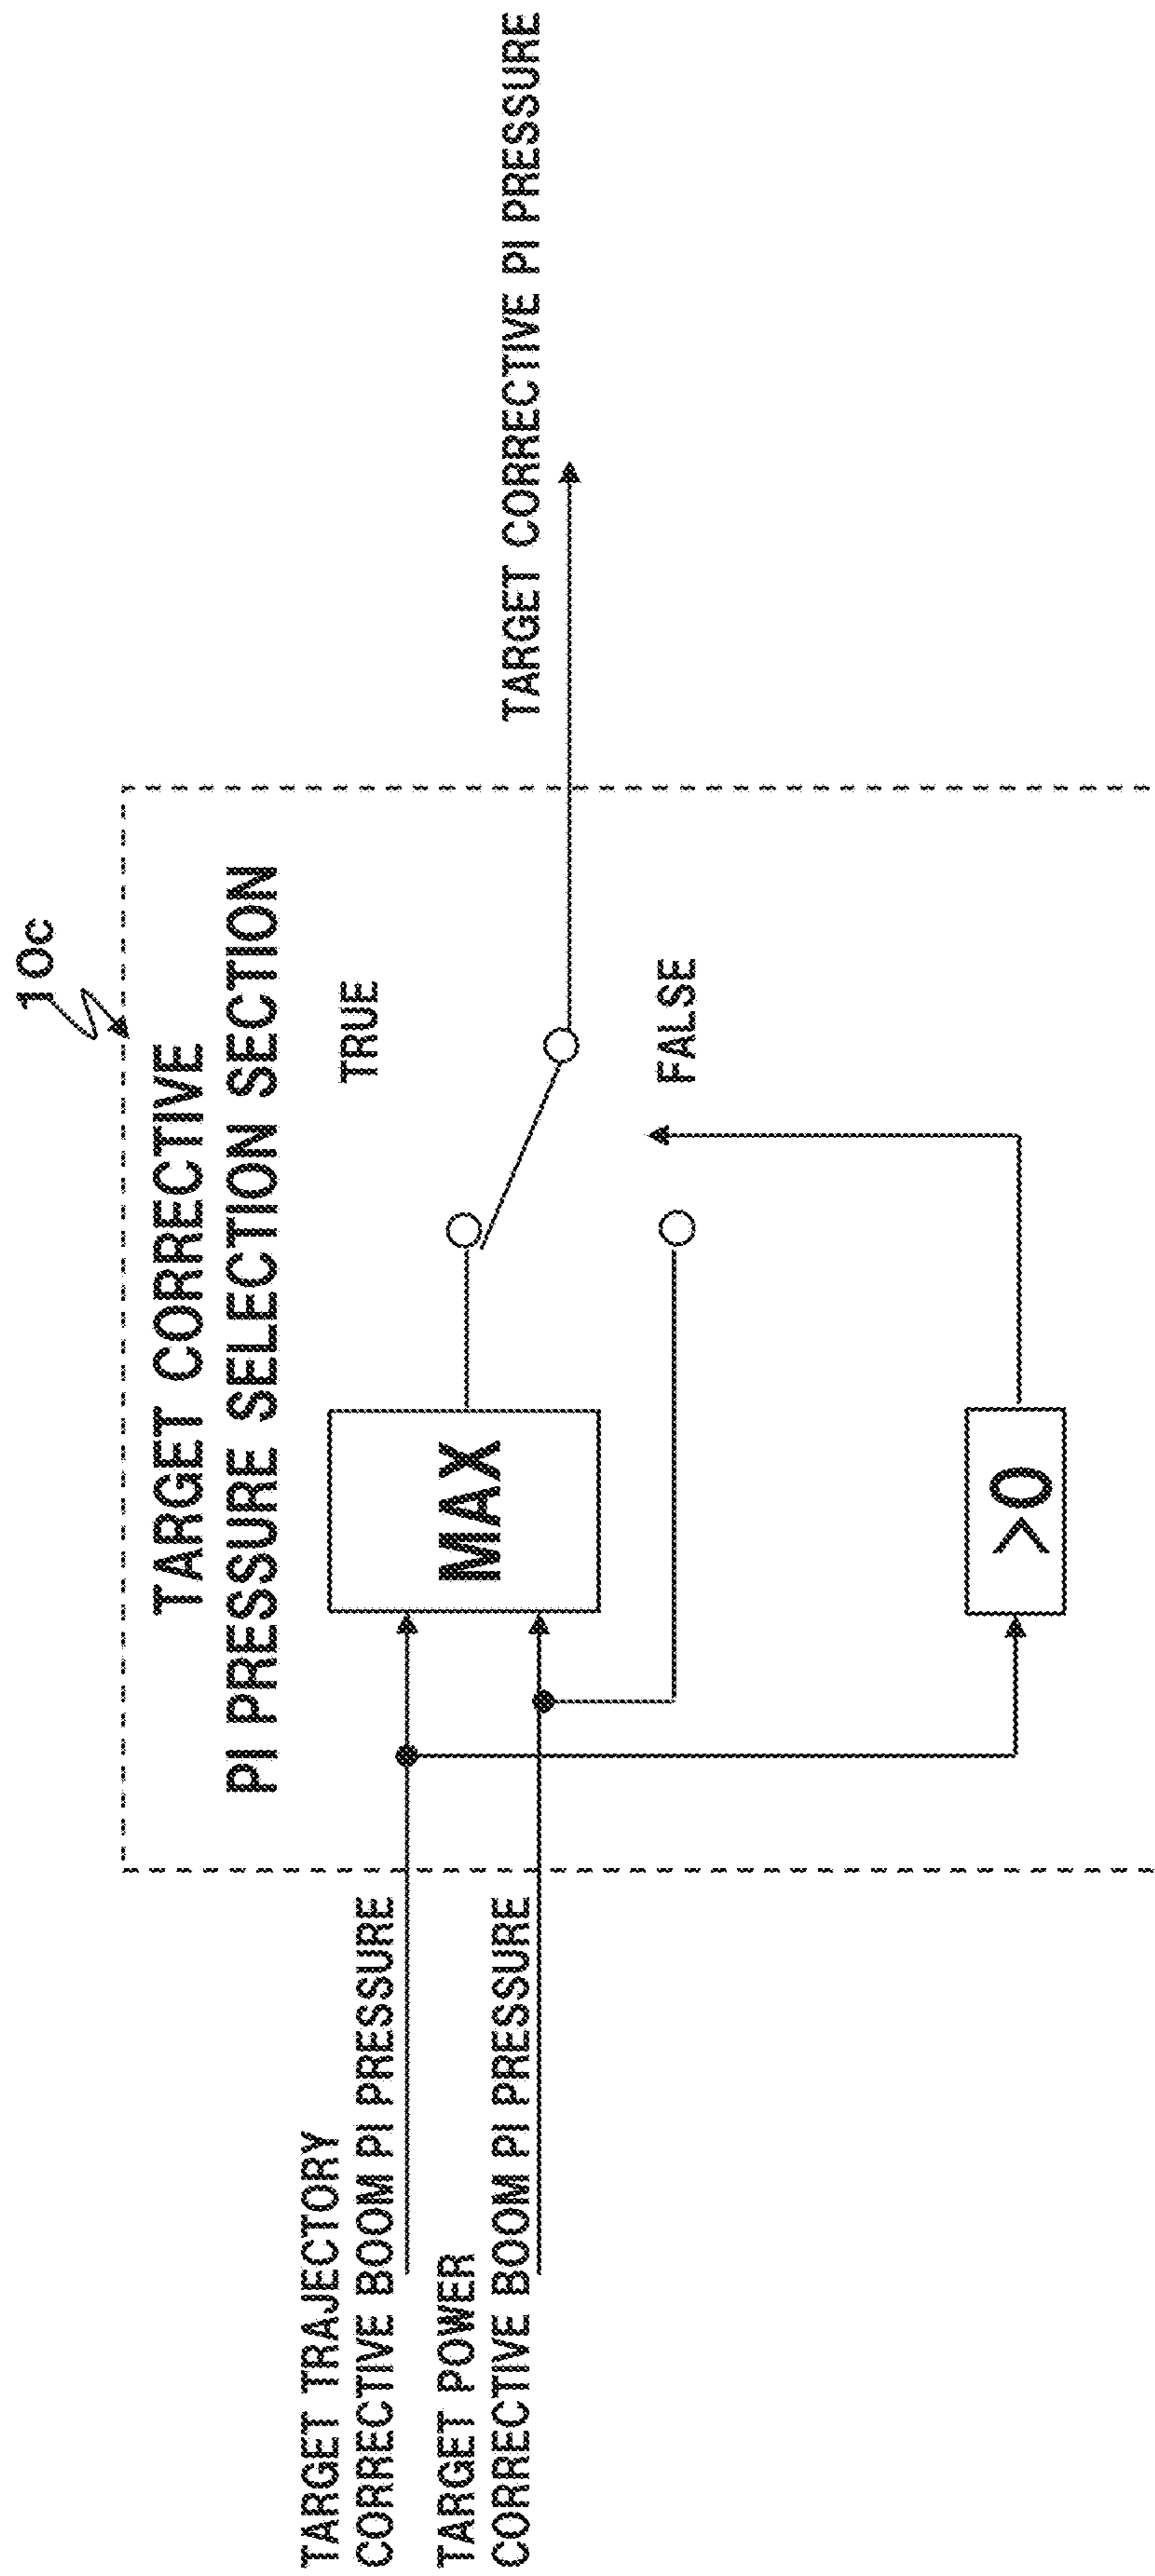 10c
TARGET CORRECTIVE
PI PRESSURE SELECTION SECTION
TARGET TRAJECTORY
CORRECTIVE BOOM PI PRESSURE
TARGET POWER
CORRECTIVE BOOM PI PRESSURE
MAX
TRUE
FALSE
>0
TARGET CORRECTIVE PI PRESSURE